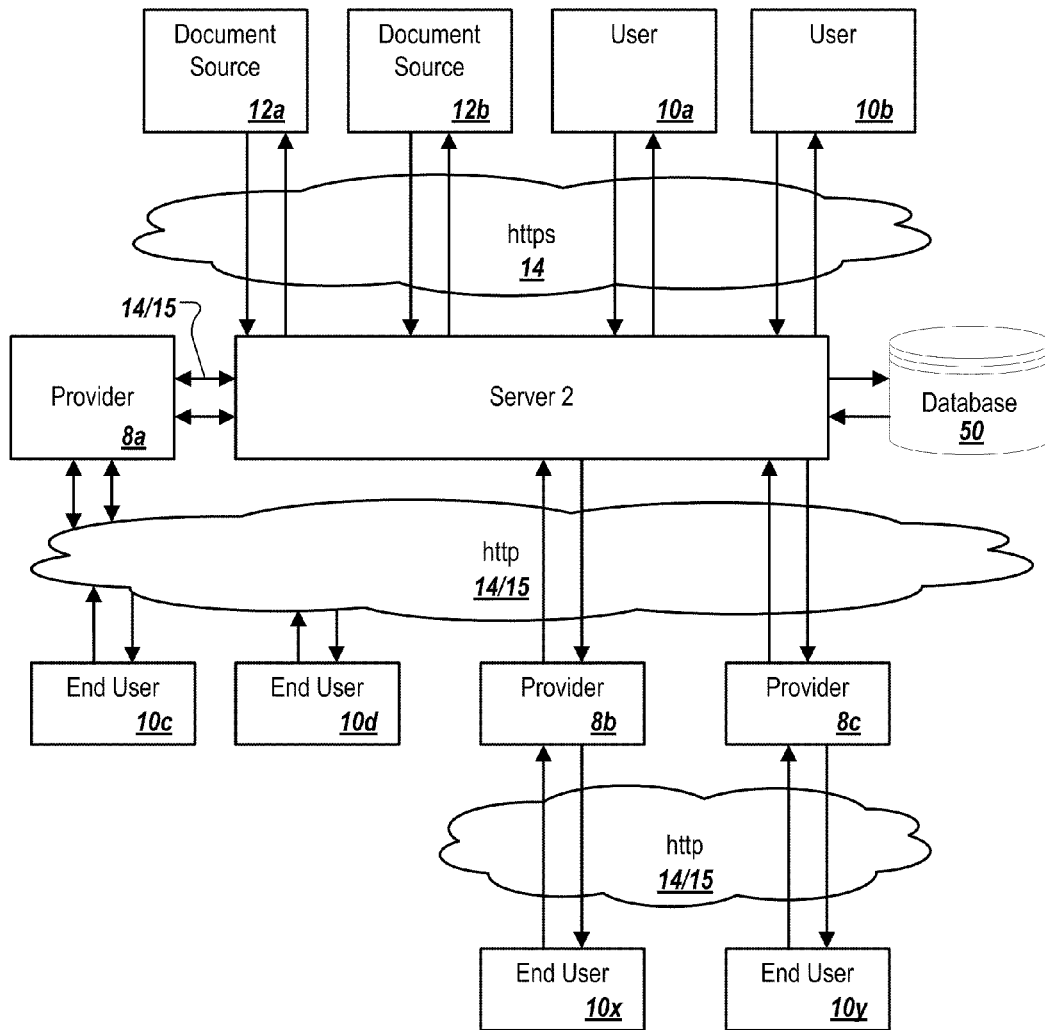 Document
Source
12a
Document
Source
12b
User
10a
User
10b
https
14
14/15
Provider
8a
Server 2
Database
50
http
14/15
End User
10c
End User
10d
Provider
8b
Provider
8c
http
14/15
End User
10x
End User
10y